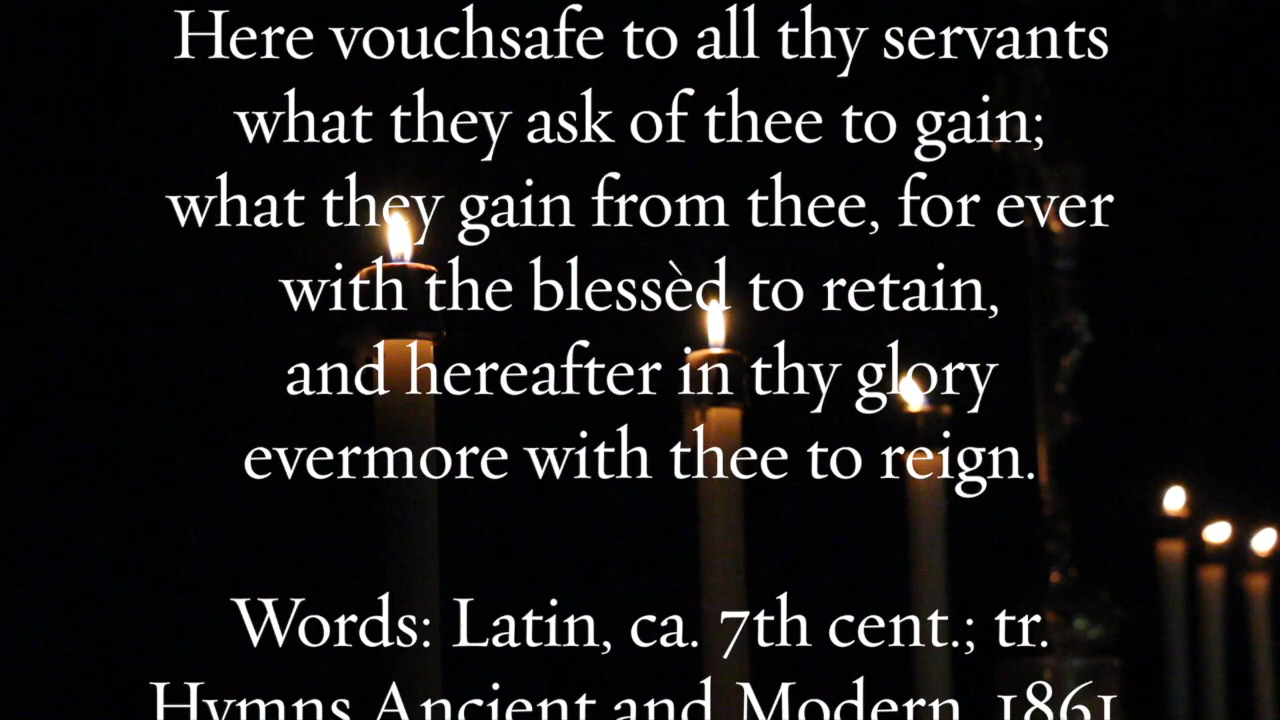 Here vouchsafe to all thy servants
what they ask of thee to gain;
what they gain from thee, for ever
with the blessèd to retain,
and hereafter in thy glory
evermore with thee to reign.
Words: Latin, ca. 7th cent.; tr.
Hymns Ancient and Modern, 1861